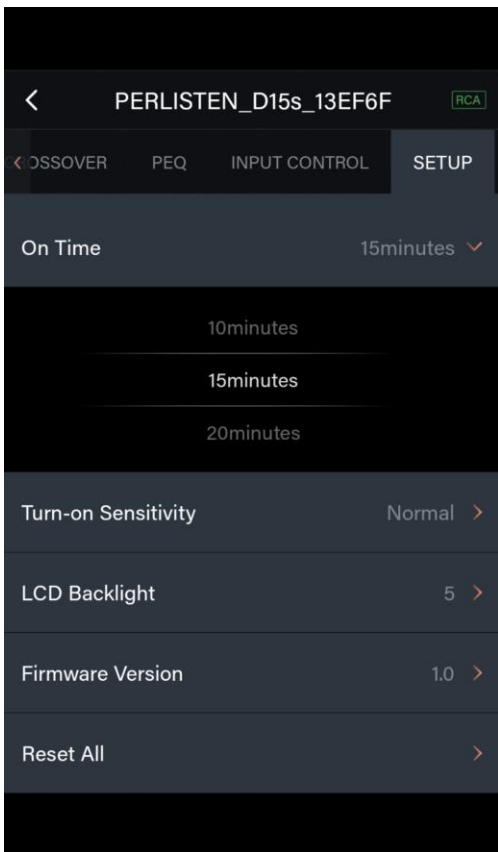 PERLISTEN_D15s_13EF6F RCA
OSSOVER PEQ INPUT CONTROL SETUP
On Time 15minutes
10minutes
15minutes
20minutes
Turn-on Sensitivity Normal
LCD Backlight 5
Firmware Version 1.0
Reset All